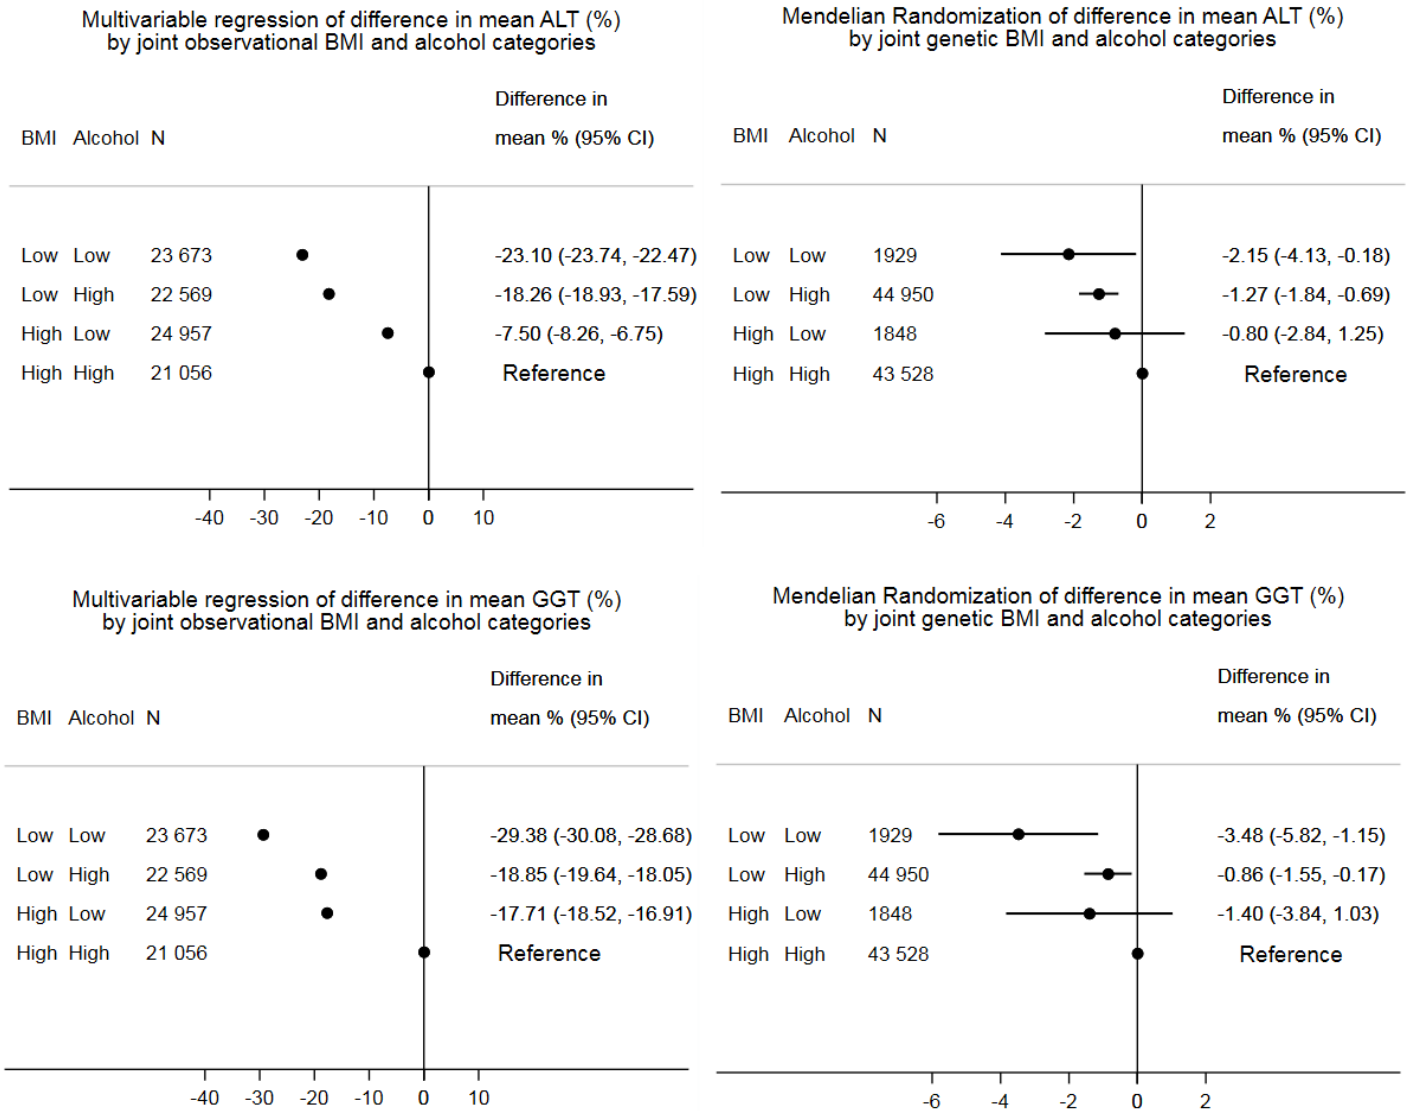 Multivariable regression of difference in mean ALT (%)
by joint observational BMI and alcohol categories
Difference in
BMI Alcohol N mean % (95% CI)
Low Low 23 673 -23.10 (-23.74, -22.47)
Low High 22 569 -18.26 (-18.93, -17.59)
High Low 24 957 -7.50 (-8.26, -6.75)
High High 21 056 Reference
-40 -30 -20 -10 0 10
Mendelian Randomization of difference in mean ALT (%)
by joint genetic BMI and alcohol categories
Difference in
BMI Alcohol N mean % (95% CI)
Low Low 1929 -2.15 (-4.13, -0.18)
Low High 44 950 -1.27 (-1.84, -0.69)
High Low 1848 -0.80 (-2.84, 1.25)
High High 43 528 Reference
-6 -4 -2 0 2
Multivariable regression of difference in mean GGT (%)
by joint observational BMI and alcohol categories
Difference in
BMI Alcohol N mean % (95% CI)
Low Low 23 673 -29.38 (-30.08, -28.68)
Low High 22 569 -18.85 (-19.64, -18.05)
High Low 24 957 -17.71 (-18.52, -16.91)
High High 21 056 Reference
-40 -30 -20 -10 0 10
Mendelian Randomization of difference in mean GGT (%)
by joint genetic BMI and alcohol categories
Difference in
BMI Alcohol N mean % (95% CI)
Low Low 1929 -3.48 (-5.82, -1.15)
Low High 44 950 -0.86 (-1.55, -0.17)
High Low 1848 -1.40 (-3.84, 1.03)
High High 43 528 Reference
-6 -4 -2 0 2